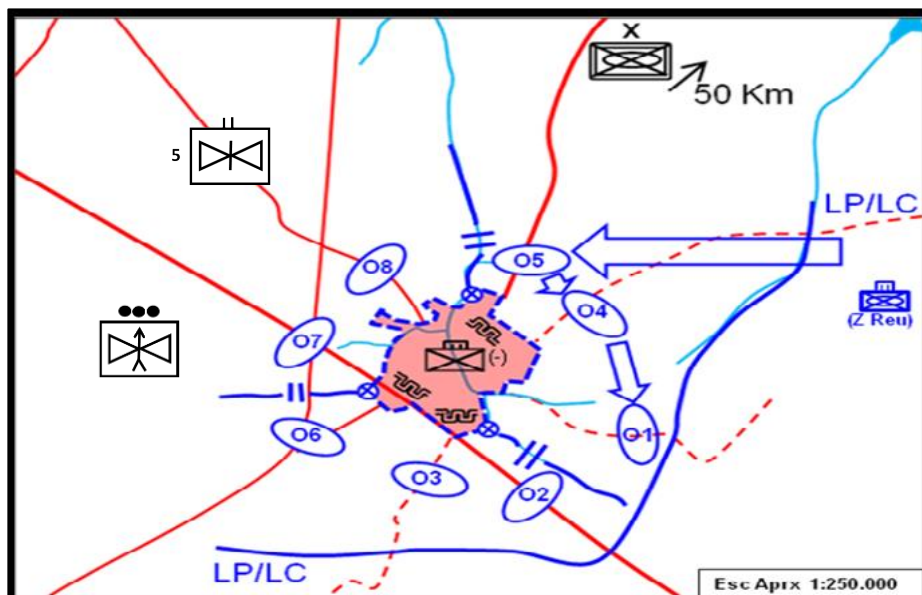 X
50 Km
5
LP/LC
O8
O5
O4
(Z Reu)
O7
(-)
O6
O1
O3
O2
LP/LC
Esc Aprx 1:250.000